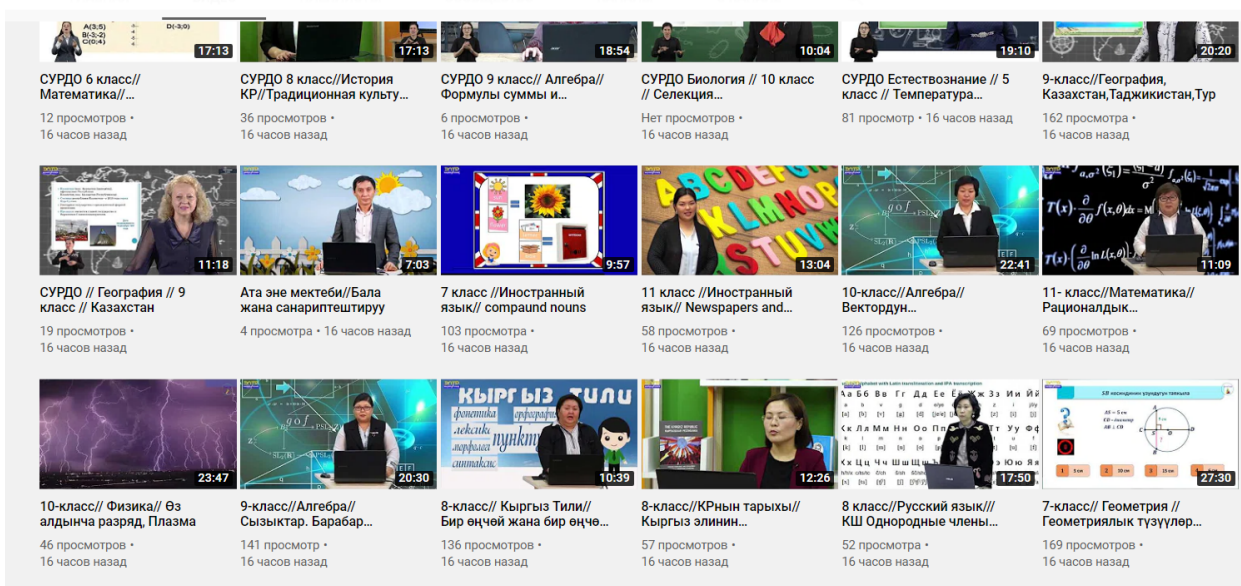 A(3;5)
B(-3;-2)
C(0;4)
D(-3;0)
17:13
17:13
18:54
10:04
19:10
20:20
СУРДО 6 класс//
Математика//...
12 просмотров •
16 часов назад
СУРДО 8 класс//История
КР//Традиционная культу...
36 просмотров •
16 часов назад
СУРДО 9 класс// Алгебра//
Формулы суммы и...
6 просмотров •
16 часов назад
СУРДО Биология // 10 класс
// Селекция...
Нет просмотров •
16 часов назад
СУРДО Естествознание // 5
класс // Температура...
81 просмотр • 16 часов назад
9-класс//География,
Казахстан,Таджикистан,Тур
162 просмотра •
16 часов назад
11:18
7:03
9:57
ABCDEFG
KLMNOP
STUVW
13:04
22:41
11:09
СУРДО // География // 9
класс // Казахстан
19 просмотров •
16 часов назад
Ата эне мектеби//Бала
жана санариптештирүү
4 просмотра • 16 часов назад
7 класс //Иностранный
язык// compaund nouns
103 просмотра •
16 часов назад
11 класс //Иностранный
язык// Newspapers and...
58 просмотров •
16 часов назад
10-класс//Алгебра//
Вектордун...
126 просмотров •
16 часов назад
11- класс//Математика//
Рационалдык...
69 просмотров •
16 часов назад
23:47
20:30
КЫРГЫЗ ТИЛИ
фонетика
орфография
лексика
пункт
морфология
синтаксис
10:39
12:26
17:50
27:30
10-класс// Физика// Өз
алдынча разряд, Плазма
46 просмотров •
16 часов назад
9-класс//Алгебра//
Сызыктар. Барабар...
141 просмотр •
16 часов назад
8-класс// Кыргыз Тили//
Бир өңчөй жана бир өңчө...
136 просмотров •
16 часов назад
8-класс//КРнын тарыхы//
Кыргыз элинин...
57 просмотров •
16 часов назад
8 класс//Русский язык///
КШ Однородные члены...
52 просмотра •
16 часов назад
7-класс// Геометрия //
Геометриялык түзүүлөр...
169 просмотров •
16 часов назад